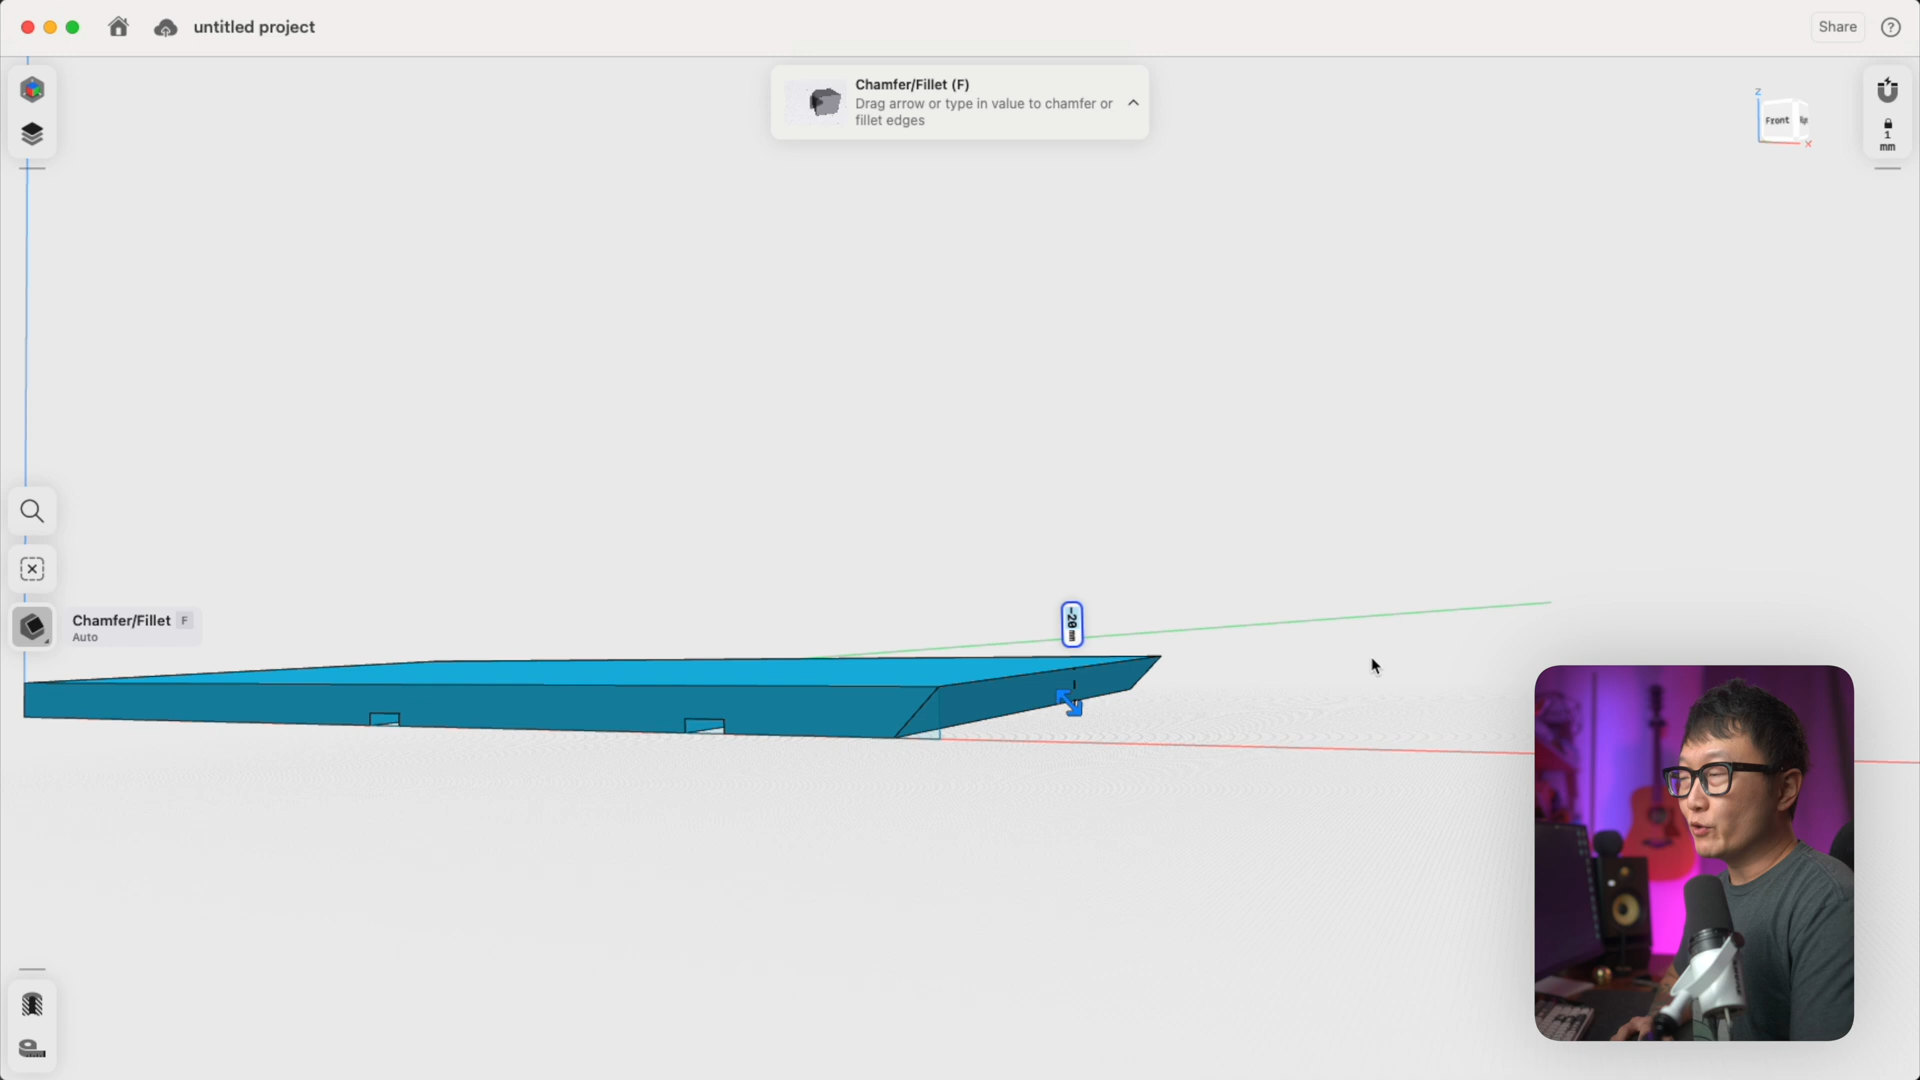 untitled project
Share
Chamfer/Fillet (F)
Drag arrow or type in value to chamfer or
fillet edges
Z
Front
X
1
mm
Chamfer/Fillet F
Auto
-20 mm